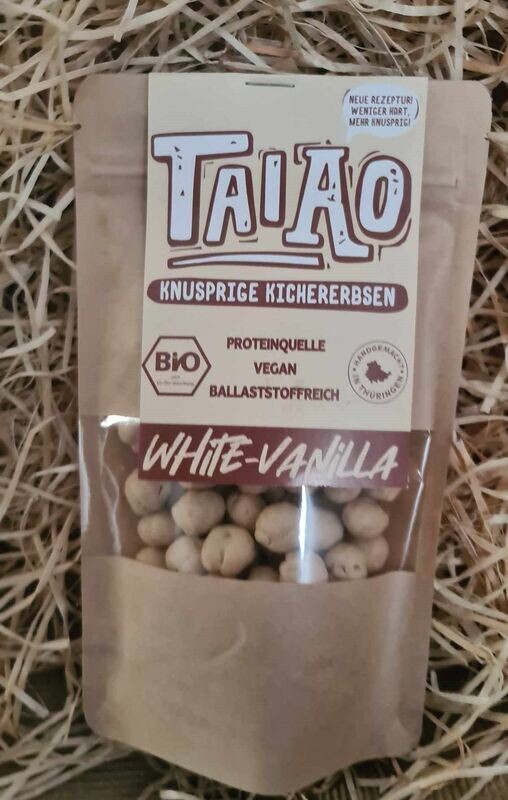 NEUE REZEPTUR!
WENIGER HART,
MEHR KNUSPRIG!
TAIAO
KNUSPRIGE KICHERERBSEN
PROTEINQUELLE
VEGAN
BALLASTSTOFFREICH
BIO
HANDGEMACHT
IN THÜRINGEN
WHITE-VANILLA